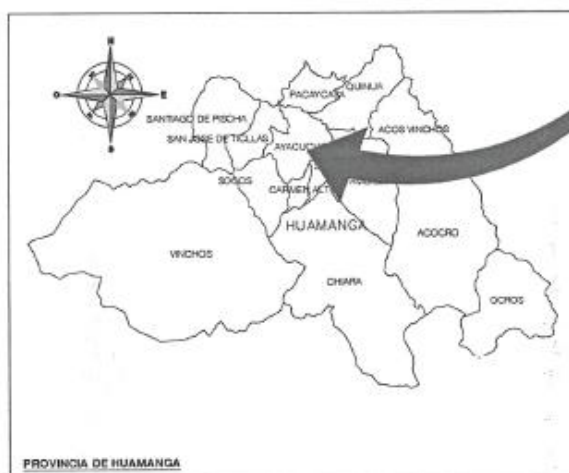 N
O
E
S
QUINUA
PACAYCASA
SANTIAGO DE PISCHA
ACOS VINCHOS
SAN JOSE DE TICLLAS
AYACUCH
SOCOS
CARMEN ALTO
HUAMANGA
VINCHOS
ACOCRO
CHIARA
OCROS
PROVINCIA DE HUAMANGA